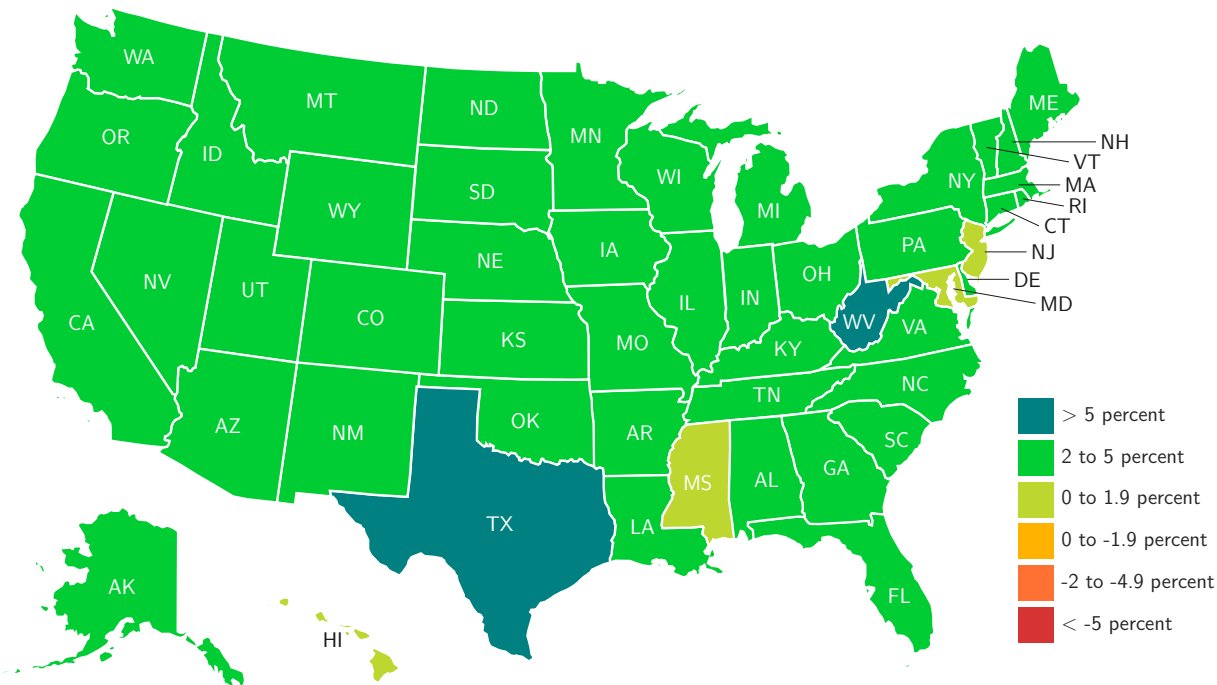 WA
ME
MT
ND
OR
MN
NH
ID
VT
WI
NY
MA
SD
RI
WY
MI
CT
PA
IA
NJ
NE
OH
NV
DE
UT
IN
IL
MD
CO
WV
CA
VA
KS
MO
KY
NC
TN
> 5 percent
OK
AZ
NM
AR
SC
2 to 5 percent
GA
AL
MS
0 to 1.9 percent
TX
LA
0 to -1.9 percent
AK
-2 to -4.9 percent
FL
< -5 percent
HI